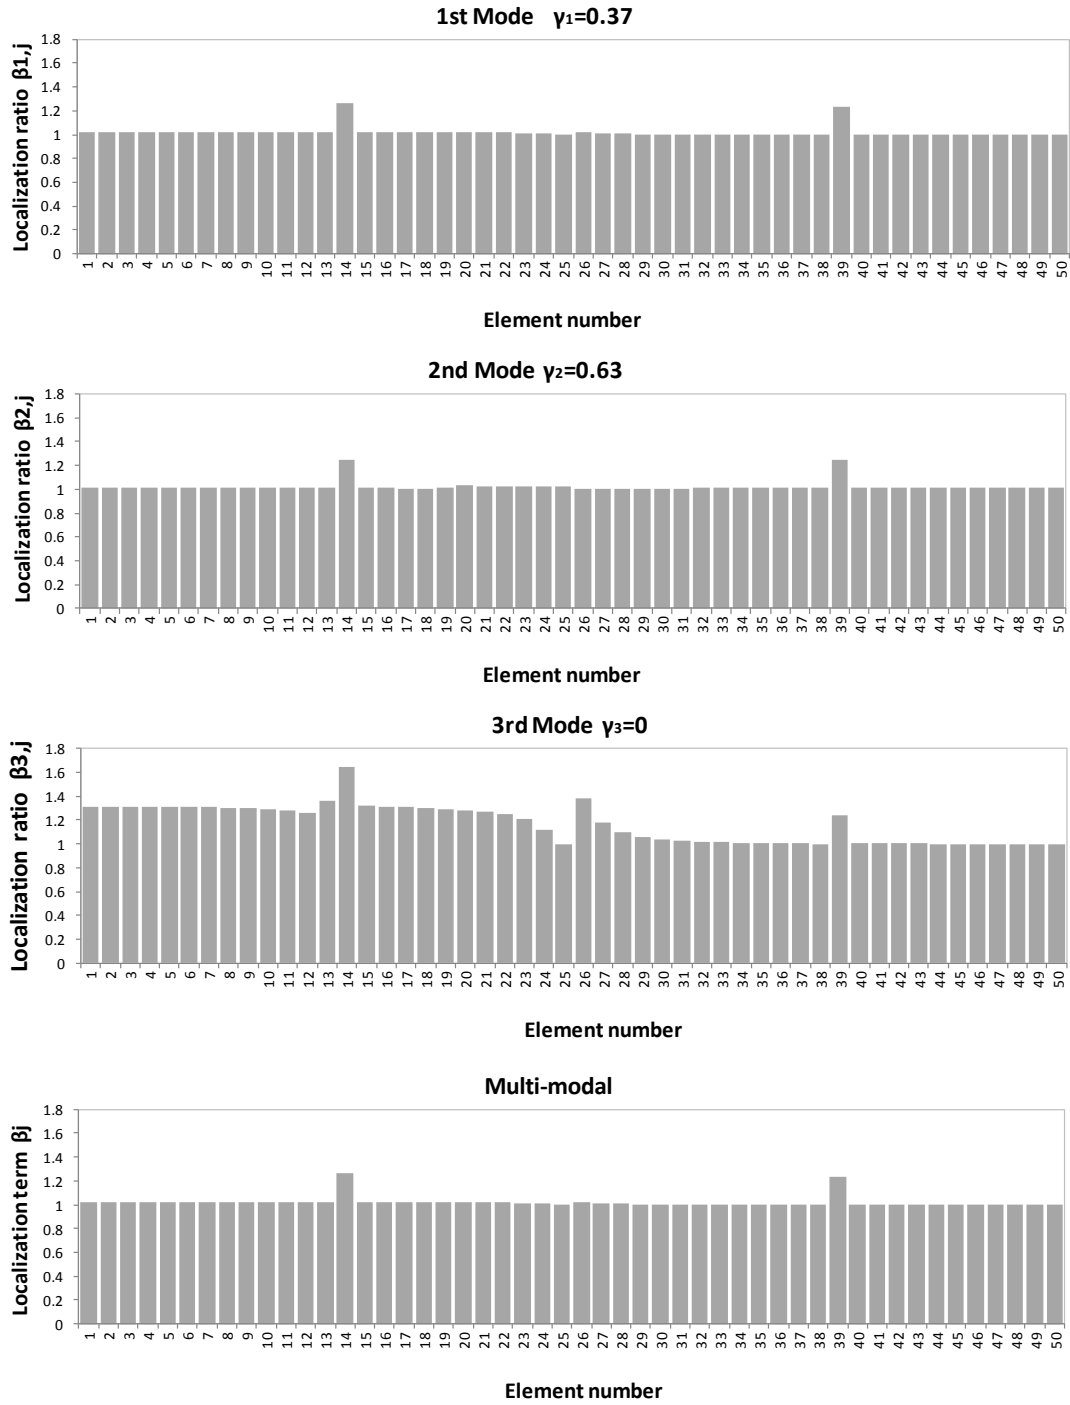 1st Mode γ1=0.37
Localization ratio β1,j
1.8
1.6
1.4
1.2
1
0.8
0.6
0.4
0.2
0
1 2 3 4 5 6 7 8 9 10 11 12 13 14 15 16 17 18 19 20 21 22 23 24 25 26 27 28 29 30 31 32 33 34 35 36 37 38 39 40 41 42 43 44 45 46 47 48 49 50
Element number
2nd Mode γ2=0.63
Localization ratio β2,j
1.8
1.6
1.4
1.2
1
0.8
0.6
0.4
0.2
0
1 2 3 4 5 6 7 8 9 10 11 12 13 14 15 16 17 18 19 20 21 22 23 24 25 26 27 28 29 30 31 32 33 34 35 36 37 38 39 40 41 42 43 44 45 46 47 48 49 50
Element number
3rd Mode γ3=0
Localization ratio β3,j
1.8
1.6
1.4
1.2
1
0.8
0.6
0.4
0.2
0
1 2 3 4 5 6 7 8 9 10 11 12 13 14 15 16 17 18 19 20 21 22 23 24 25 26 27 28 29 30 31 32 33 34 35 36 37 38 39 40 41 42 43 44 45 46 47 48 49 50
Element number
Multi-modal
Localization term βj
1.8
1.6
1.4
1.2
1
0.8
0.6
0.4
0.2
0
1 2 3 4 5 6 7 8 9 10 11 12 13 14 15 16 17 18 19 20 21 22 23 24 25 26 27 28 29 30 31 32 33 34 35 36 37 38 39 40 41 42 43 44 45 46 47 48 49 50
Element number